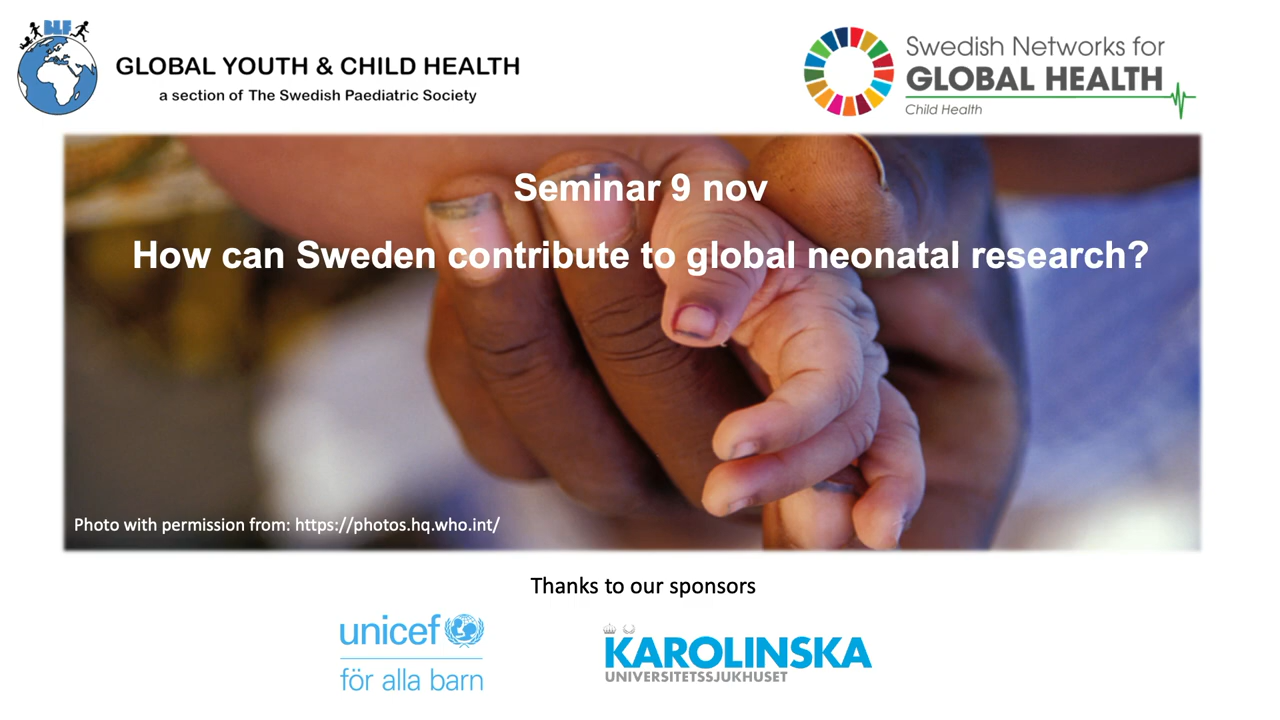 BLF
GLOBAL YOUTH & CHILD HEALTH
a section of The Swedish Paediatric Society
Swedish Networks for
GLOBAL HEALTH
Child Health
Seminar 9 nov
How can Sweden contribute to global neonatal research?
Photo with permission from: https://photos.hq.who.int/
Thanks to our sponsors
unicef
för alla barn
KAROLINSKA
UNIVERSITETSSJUKHUSET